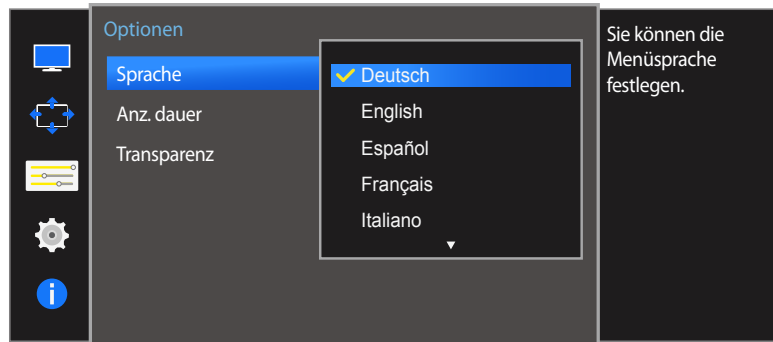 Optionen
Sprache
Anz. dauer
Transparenz
Deutsch
English
Español
Français
Italiano
Sie können die
Menüsprache
festlegen.